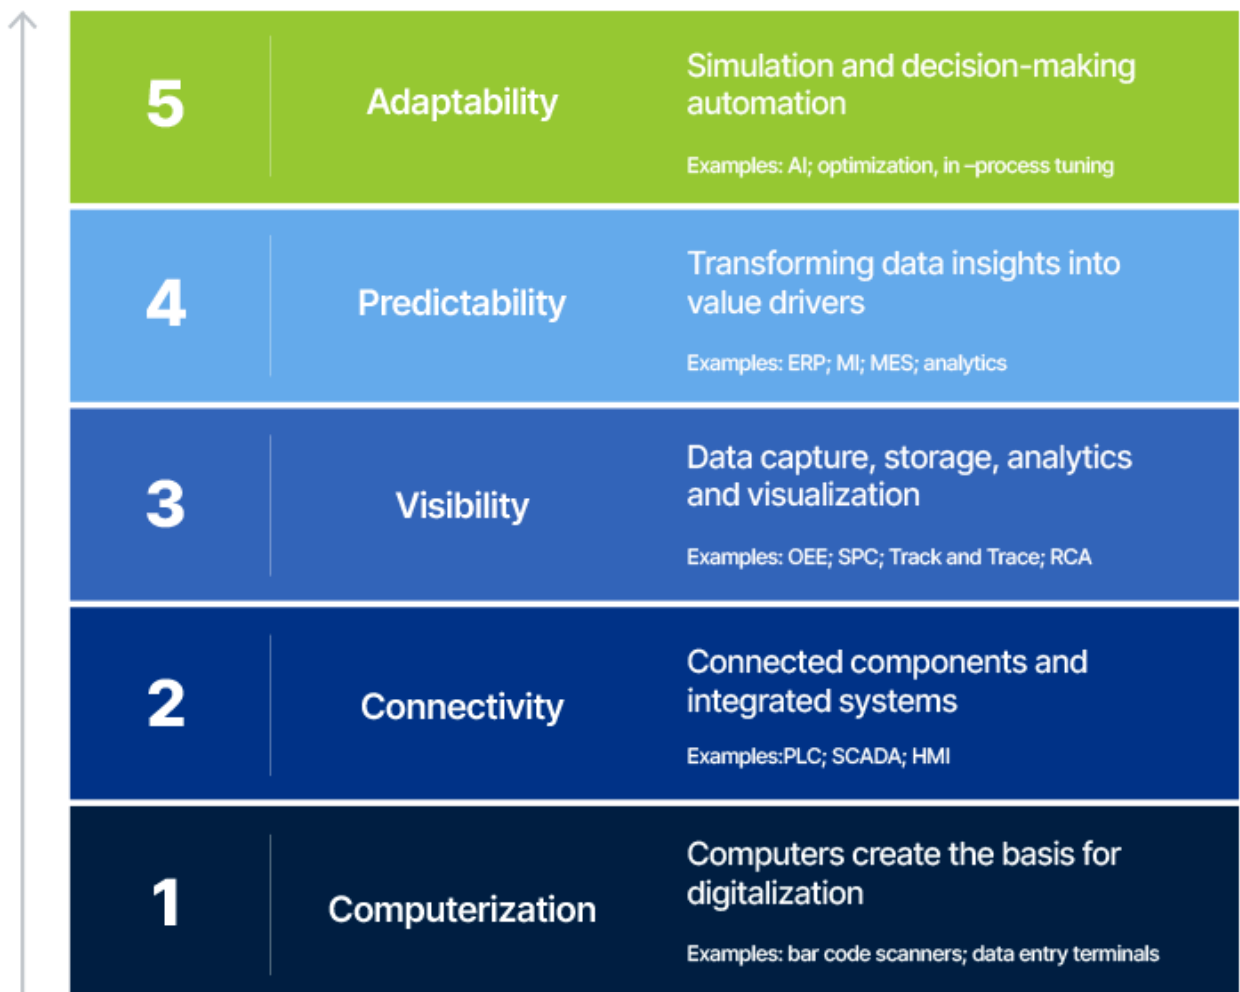 5
Adaptability
Simulation and decision-making
automation
Examples: AI; optimization, in –process tuning
4
Predictability
Transforming data insights into
value drivers
Examples: ERP; MI; MES; analytics
3
Visibility
Data capture, storage, analytics
and visualization
Examples: OEE; SPC; Track and Trace; RCA
2
Connectivity
Connected components and
integrated systems
Examples:PLC; SCADA; HMI
1
Computerization
Computers create the basis for
digitalization
Examples: bar code scanners; data entry terminals